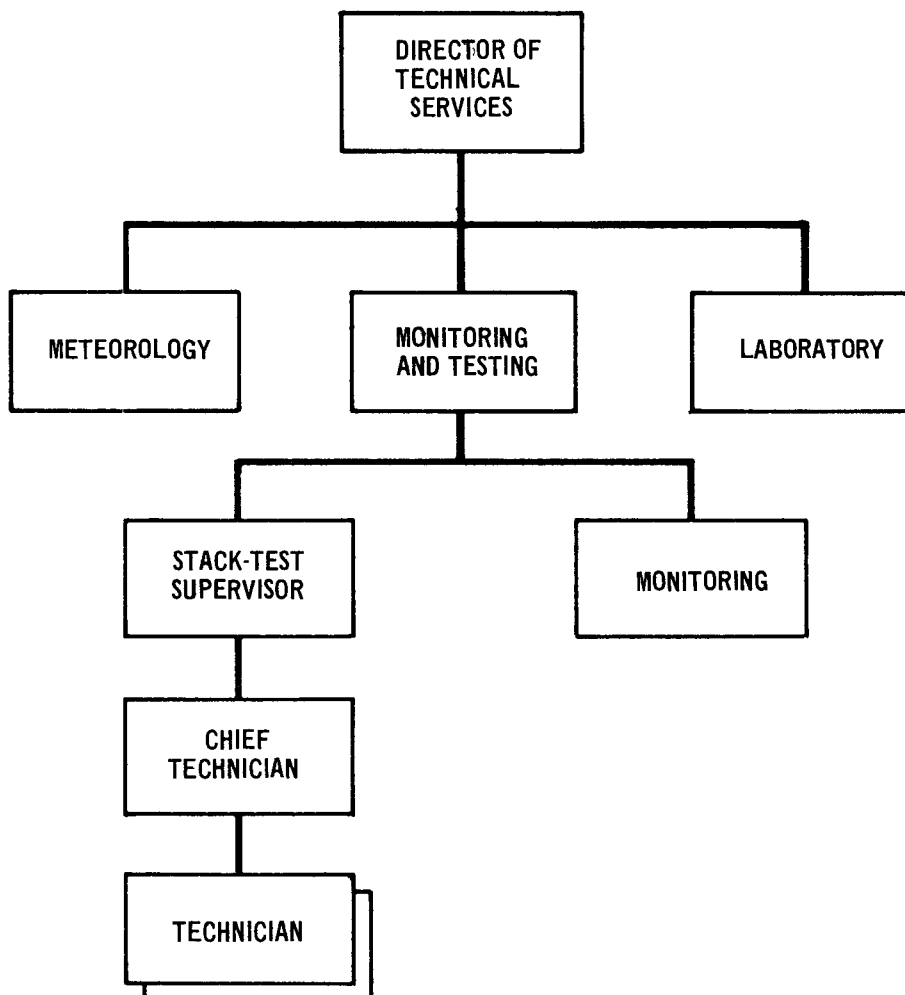 DIRECTOR OF
TECHNICAL
SERVICES
METEOROLOGY
MONITORING
AND TESTING
LABORATORY
STACK-TEST
SUPERVISOR
MONITORING
CHIEF
TECHNICIAN
TECHNICIAN